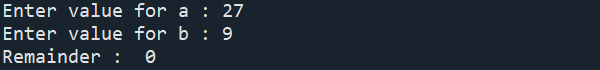 Enter value for a : 27
Enter value for b : 9
Remainder :  0